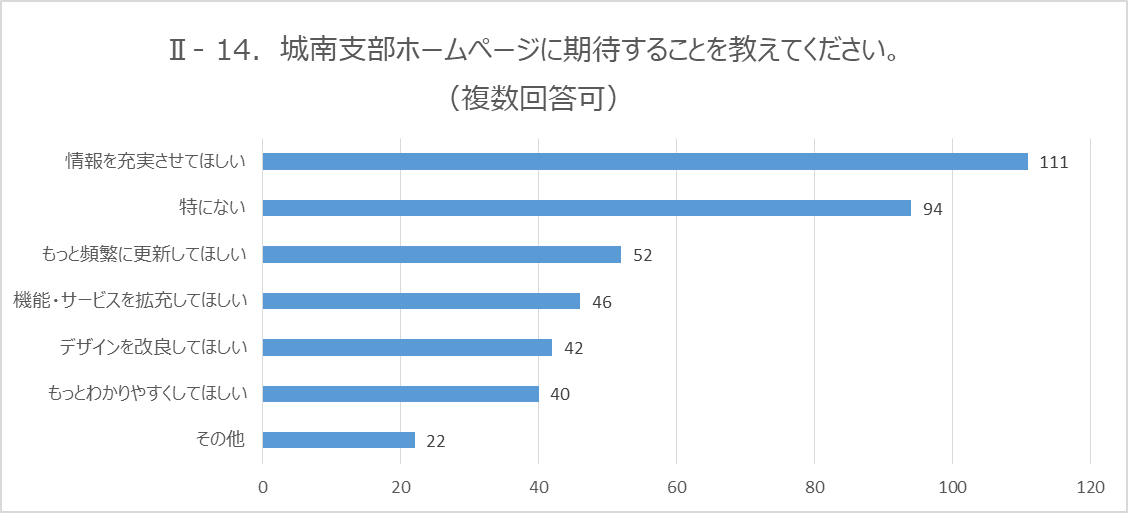 Ⅱ- 14． 城南支部ホームページに期待することを教えてください。
（複数回答可）
情報を充実させてほしい 111
特にない 94
もっと頻繁に更新してほしい 52
機能・サービスを拡充してほしい 46
デザインを改良してほしい 42
もっとわかりやすくしてほしい 40
その他 22
0 20 40 60 80 100 120